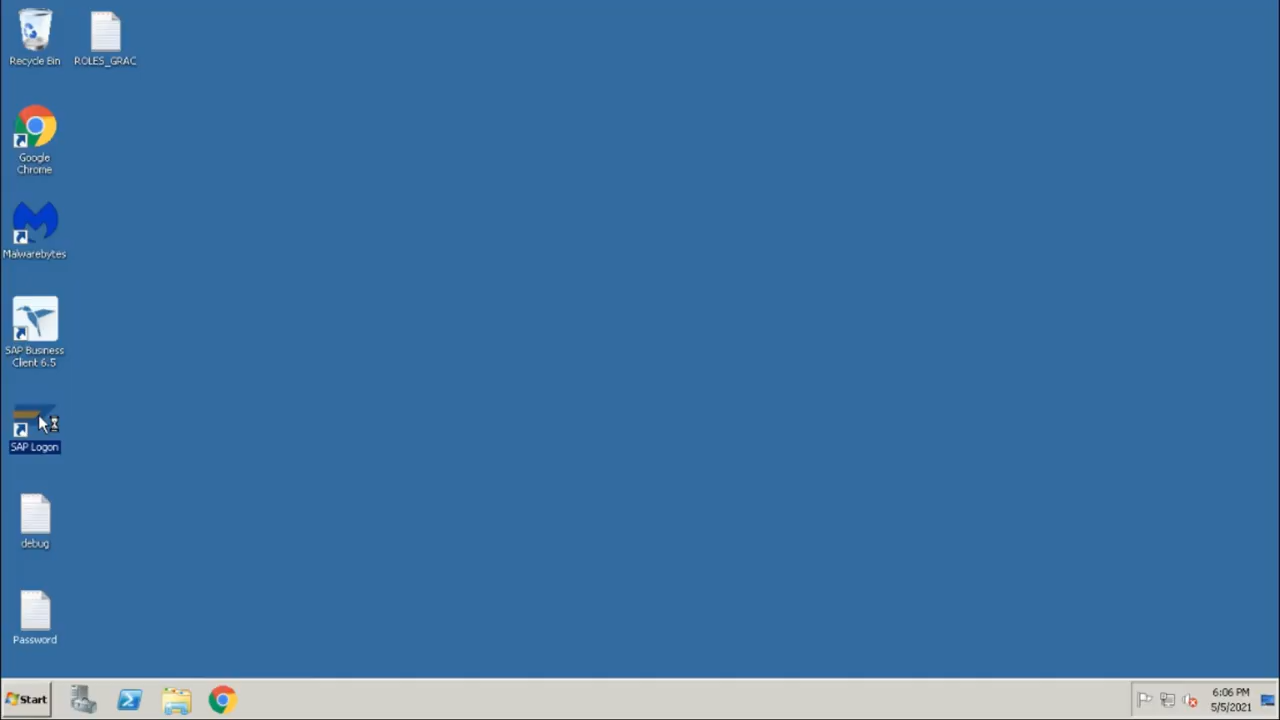 Recycle Bin
ROLES_GRAC
Google
Chrome
Malwarebytes
SAP Business
Client 6.5
SAP Logon
debug
Password
Start
6:06 PM
5/5/2021